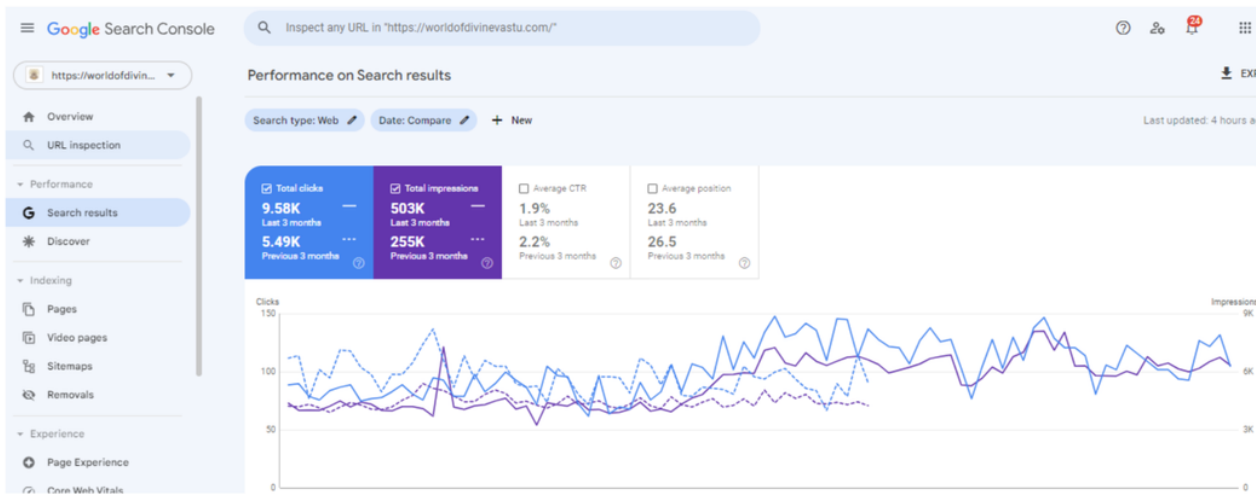 Google Search Console
Inspect any URL in "https://worldofdivinevastu.com/"
24
https://worldofdivin...
Performance on Search results
EXP
Overview
Search type: Web
Date: Compare
+ New
Last updated: 4 hours a
URL inspection
Performance
Search results
Discover
Total clicks
9.58K
Last 3 months
5.49K
Previous 3 months
Total impressions
503K
Last 3 months
255K
Previous 3 months
Average CTR
1.9%
Last 3 months
2.2%
Previous 3 months
Average position
23.6
Last 3 months
26.5
Previous 3 months
Indexing
Pages
Video pages
Sitemaps
Removals
Experience
Page Experience
Core Web Vitals
Clicks
150
100
50
0
Impressions
9K
6K
3K
0